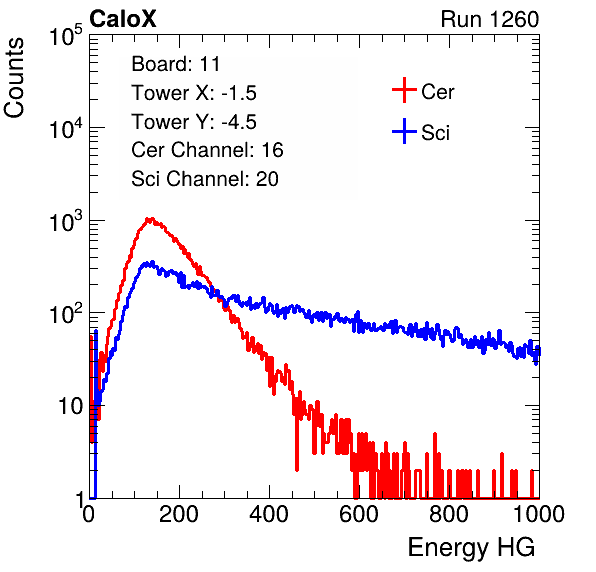 CaloX Run 1260
Counts
Board: 11
Tower X: -1.5
Tower Y: -4.5
Cer Channel: 16
Sci Channel: 20
Cer
Sci
10^5
10^4
10^3
10^2
10
1
0 200 400 600 800 1000
Energy HG